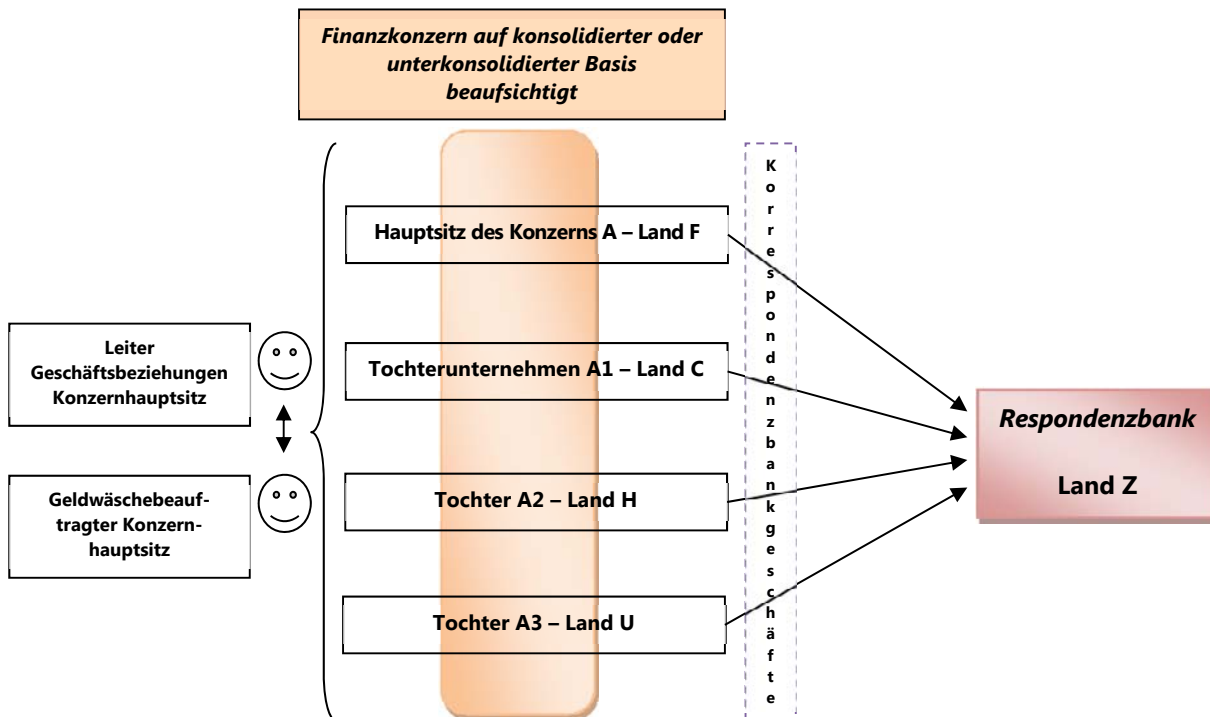 Finanzkonzern auf konsolidierter oder
unterkonsolidierter Basis
beaufsichtigt
Hauptsitz des Konzerns A – Land F
Tochterunternehmen A1 – Land C
Tochter A2 – Land H
Tochter A3 – Land U
Leiter
Geschäftsbeziehungen
Konzernhauptsitz
Geldwäschebeauf-
tragter Konzern-
hauptsitz
Korrespondenzbankgeschäfte
Respondenzbank
Land Z